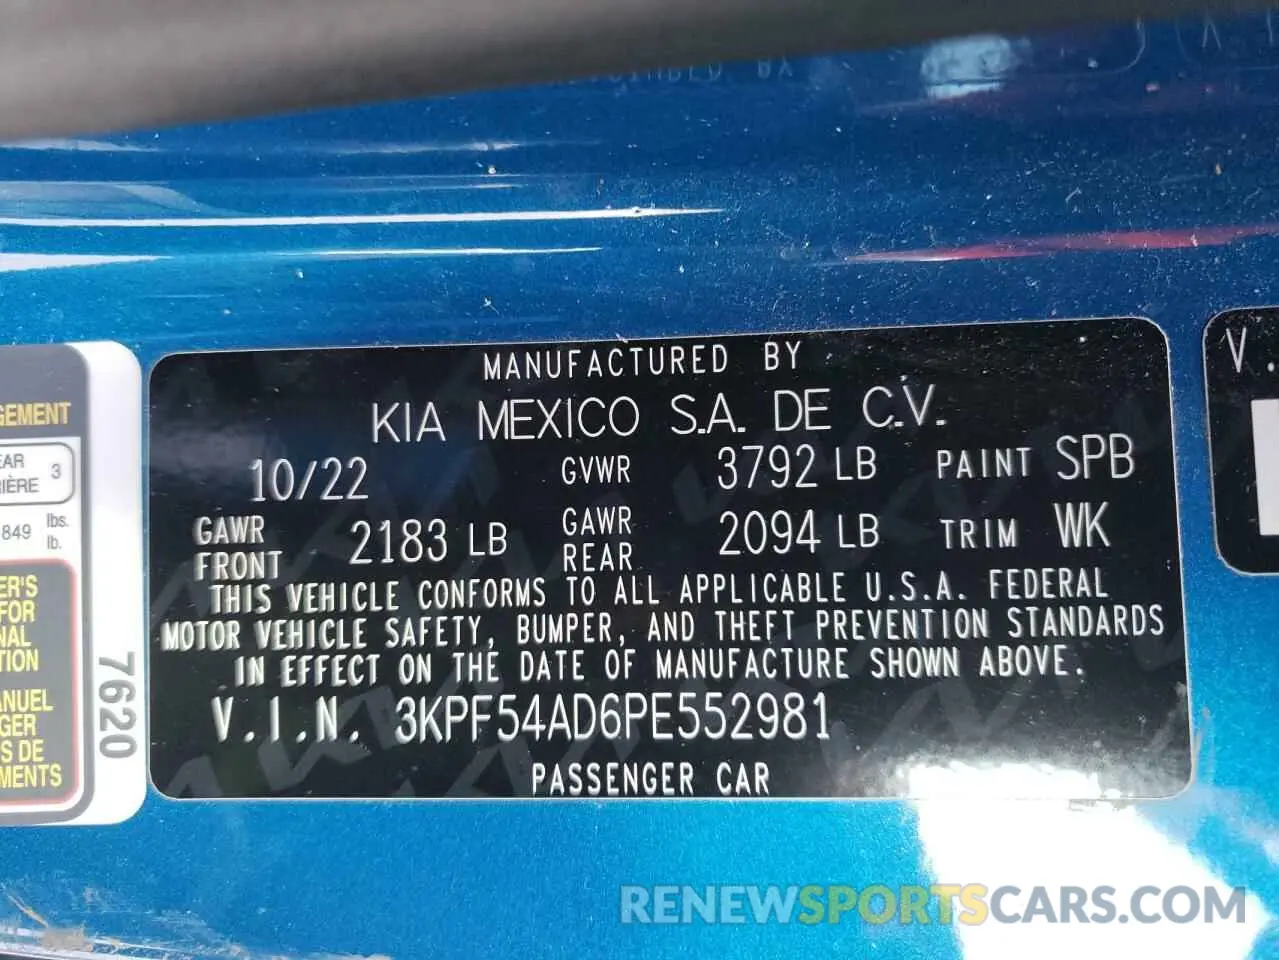 MANUFACTURED BY
KIA MEXICO S.A. DE C.V.
10/22 GVWR 3792 LB PAINT SPB
GAWR FRONT 2183 LB GAWR REAR 2094 LB TRIM WK
THIS VEHICLE CONFORMS TO ALL APPLICABLE U.S.A. FEDERAL
MOTOR VEHICLE SAFETY, BUMPER, AND THEFT PREVENTION STANDARDS
IN EFFECT ON THE DATE OF MANUFACTURE SHOWN ABOVE.
V.I.N. 3KPF54AD6PE552981
PASSENGER CAR
GEMENT
EAR 3
IÈRE
849 lbs.
lb.
ER'S
FOR
NAL
TION
ANUEL
GER
S DE
EMENTS
7620
V.
RENEWSPORTSCARS.COM